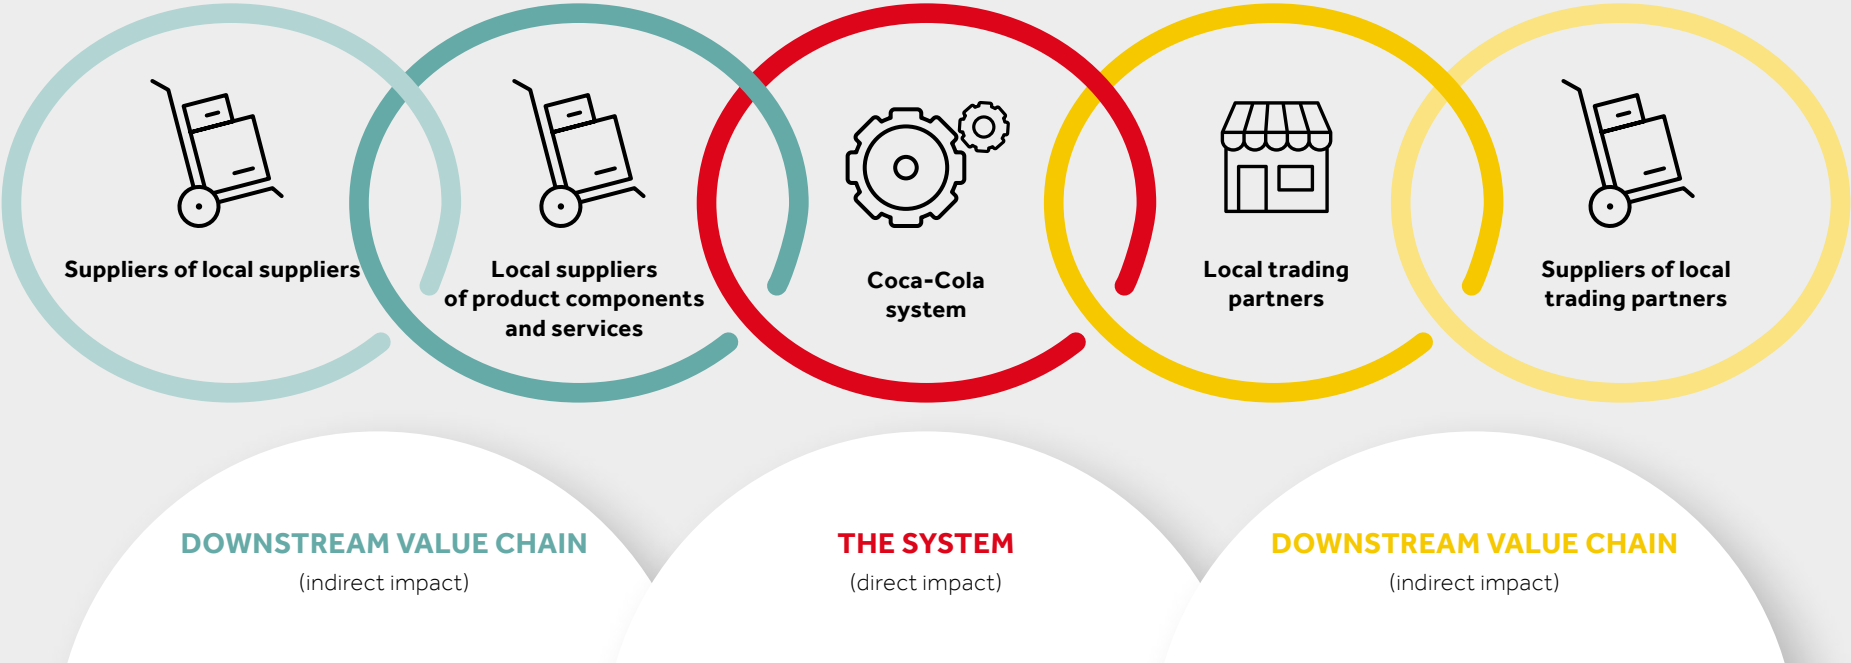 Suppliers of local suppliers
Local suppliers
of product components
and services
Coca-Cola
system
Local trading
partners
Suppliers of local
trading partners
DOWNSTREAM VALUE CHAIN
(indirect impact)
THE SYSTEM
(direct impact)
DOWNSTREAM VALUE CHAIN
(indirect impact)